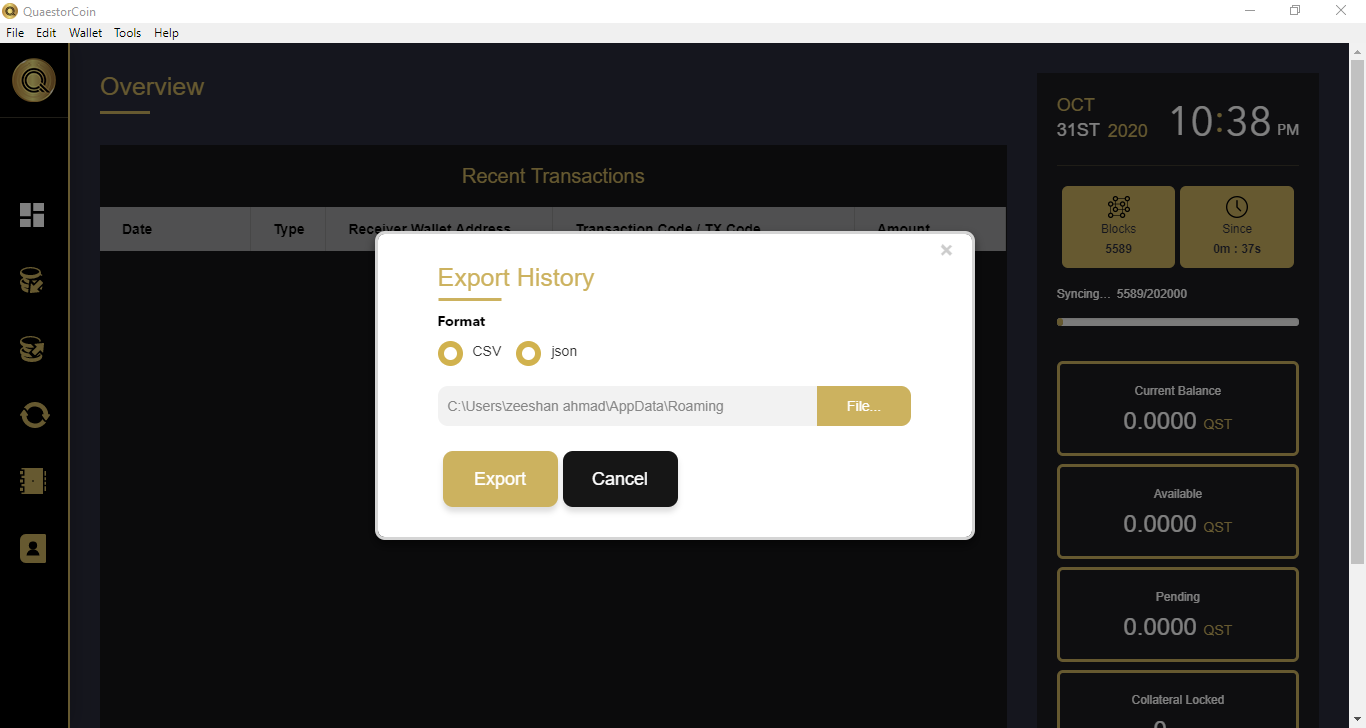 QuaestorCoin
File Edit Wallet Tools Help
Overview
OCT
31ST 2020
10:38 PM
Recent Transactions
Date Type Receiver Wallet Address Transaction Code / TX Code Amount
Blocks
5589
Since
0m : 37s
Syncing... 5589/202000
Export History
Format
CSV json
C:\Users\zeeshan ahmad\AppData\Roaming File...
Export Cancel
Current Balance
0.0000 QST
Available
0.0000 QST
Pending
0.0000 QST
Collateral Locked